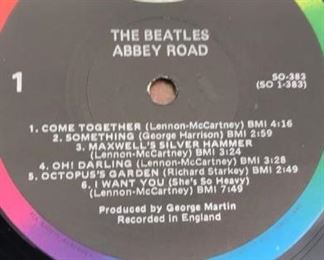 THE BEATLES
ABBEY ROAD
1
SO-383
(SO 1-383)
1. COME TOGETHER (Lennon-McCartney) BMI 4:16
2. SOMETHING (George Harrison) BMI 2:59
3. MAXWELL'S SILVER HAMMER
(Lennon-McCartney) BMI 3:24
4. OH! DARLING (Lennon-McCartney) BMI 3:28
5. OCTOPUS'S GARDEN (Richard Starkey) BMI 2:49
6. I WANT YOU (She's So Heavy)
(Lennon-McCartney) BMI 7:49
Produced by George Martin
Recorded in England